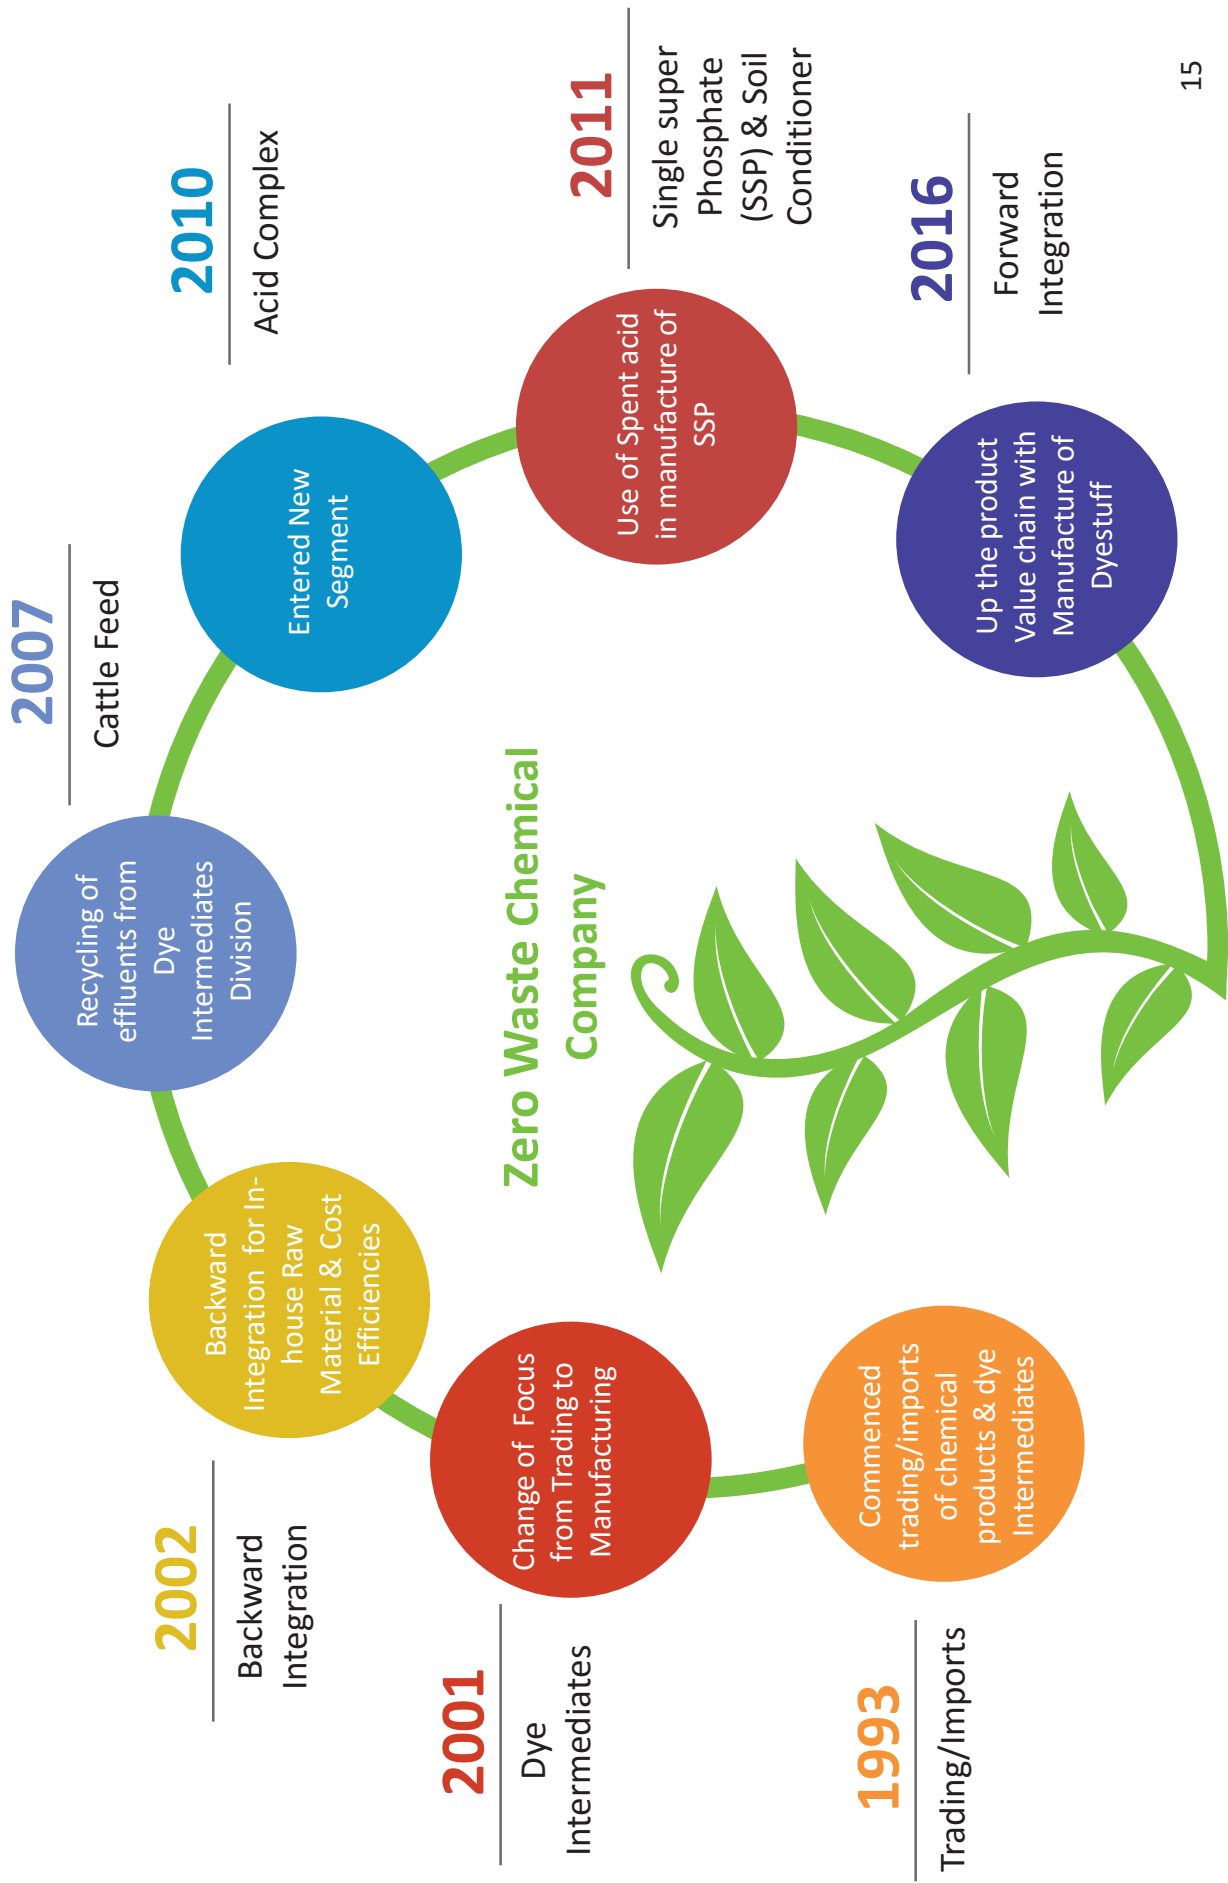 1993
Trading/Imports
Commenced
trading/imports
of chemical
products & dye
Intermediates
2001
Dye
Intermediates
Change of Focus
from Trading to
Manufacturing
2002
Backward
Integration
Backward
Integration for In-
house Raw
Material & Cost
Efficiencies
2007
Cattle Feed
Recycling of
effluents from
Dye
Intermediates
Division
2010
Acid Complex
Entered New
Segment
2011
Single super
Phosphate
(SSP) & Soil
Conditioner
Use of Spent acid
in manufacture of
SSP
2016
Forward
Integration
Up the product
Value chain with
Manufacture of
Dyestuff
Zero Waste Chemical
Company
15